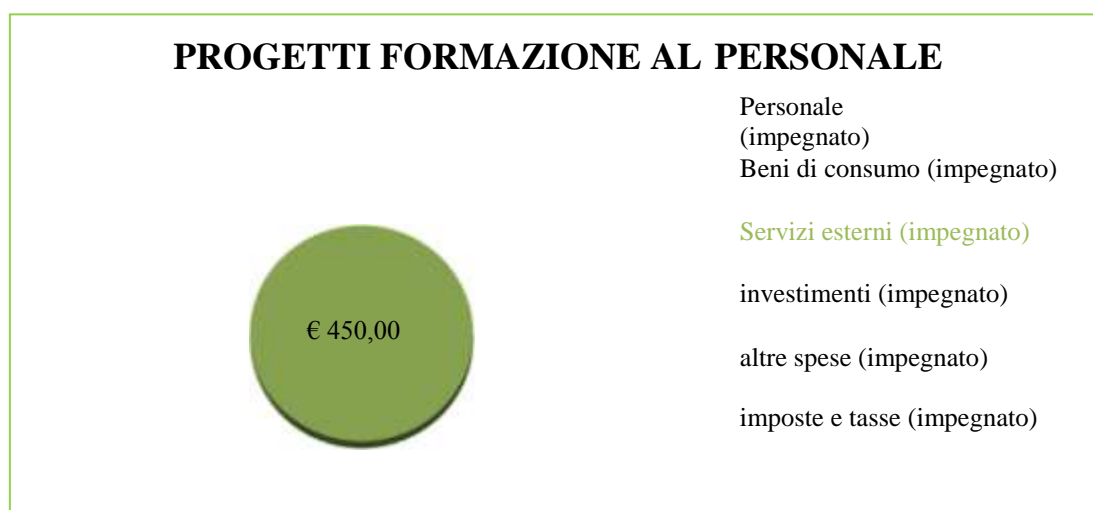 PROGETTI FORMAZIONE AL PERSONALE
Personale
(impegnato)
Beni di consumo (impegnato)
Servizi esterni (impegnato)
€ 450,00
investimenti (impegnato)
altre spese (impegnato)
imposte e tasse (impegnato)